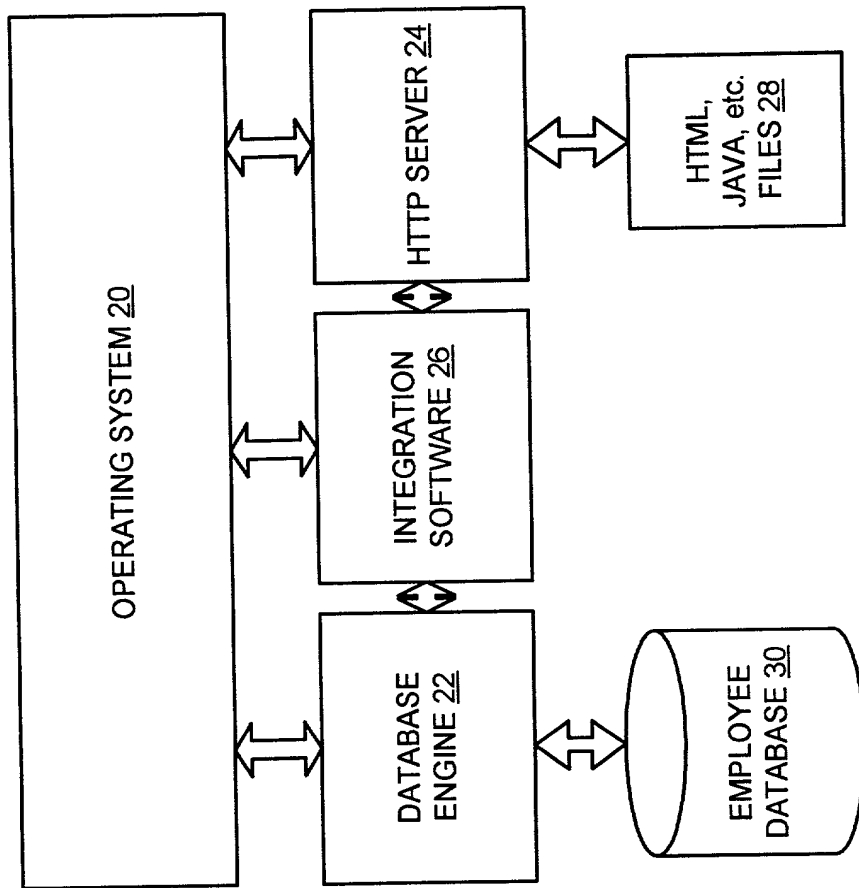 OPERATING SYSTEM 20
DATABASE
ENGINE 22
INTEGRATION
SOFTWARE 26
HTTP SERVER 24
EMPLOYEE
DATABASE 30
HTML,
JAVA, etc.
FILES 28